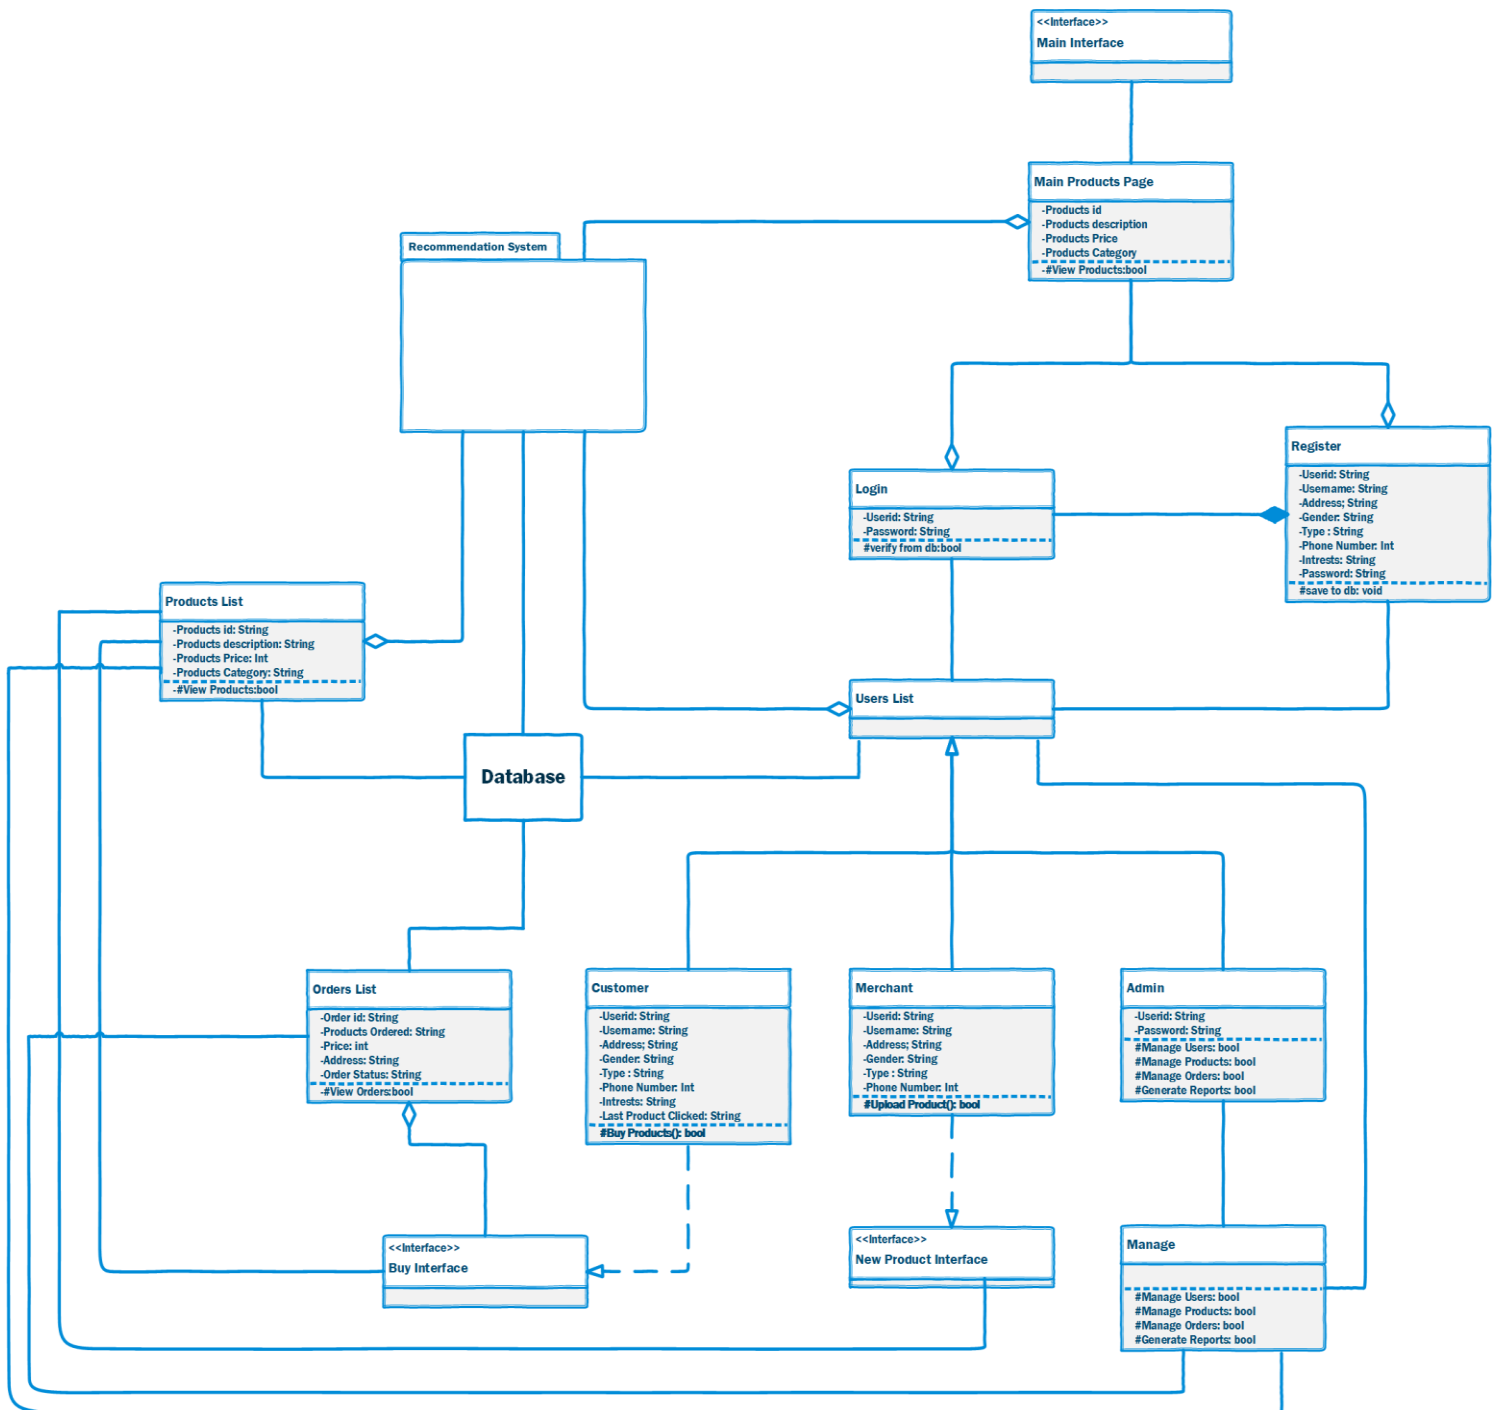 <<Interface>>
Main Interface
Main Products Page
-Products id
-Products description
-Products Price
-Products Category
-#View Products:bool
Recommendation System
Register
-Userid: String
-Username: String
-Address; String
-Gender: String
-Type : String
-Phone Number: Int
-Intrests: String
-Password: String
#save to db: void
Login
-Userid: String
-Password: String
#verify from db:bool
Products List
-Products id: String
-Products description: String
-Products Price: Int
-Products Category: String
-#View Products:bool
Users List
Database
Orders List
-Order id: String
-Products Ordered: String
-Price: int
-Address: String
-Order Status: String
-#View Orders:bool
Customer
-Userid: String
-Username: String
-Address; String
-Gender: String
-Type : String
-Phone Number: Int
-Intrests: String
-Last Product Clicked: String
#Buy Products(): bool
Merchant
-Userid: String
-Username: String
-Address; String
-Gender: String
-Type : String
-Phone Number: Int
#Upload Product(): bool
Admin
-Userid: String
-Password: String
#Manage Users: bool
#Manage Products: bool
#Manage Orders: bool
#Generate Reports: bool
<<Interface>>
Buy Interface
<<Interface>>
New Product Interface
Manage
#Manage Users: bool
#Manage Products: bool
#Manage Orders: bool
#Generate Reports: bool